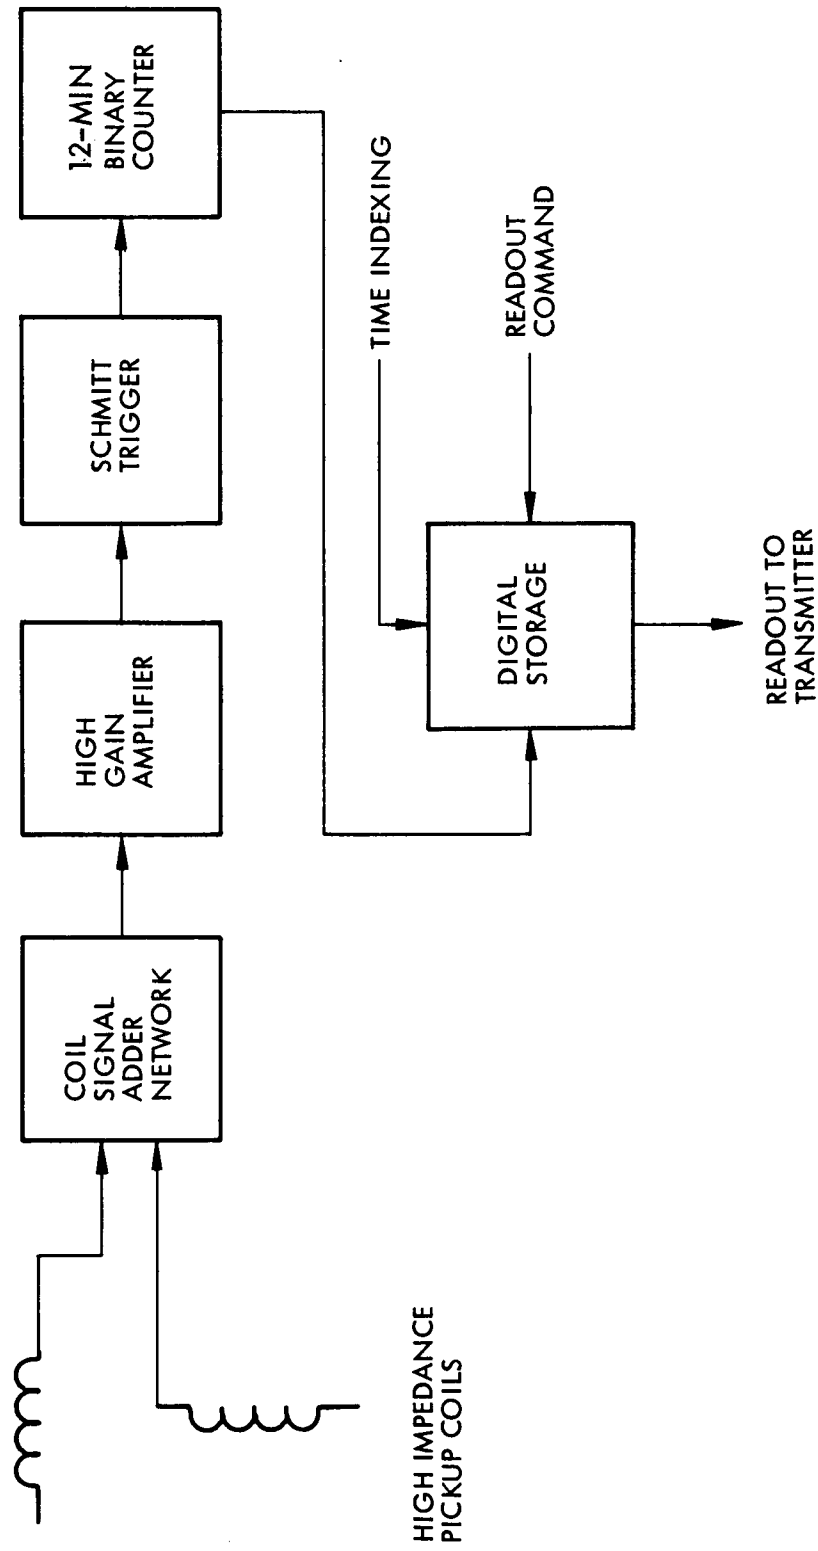 HIGH IMPEDANCE
PICKUP COILS
COIL
SIGNAL
ADDER
NETWORK
HIGH
GAIN
AMPLIFIER
SCHMITT
TRIGGER
12-MIN
BINARY
COUNTER
TIME INDEXING
READOUT
COMMAND
DIGITAL
STORAGE
READOUT TO
TRANSMITTER